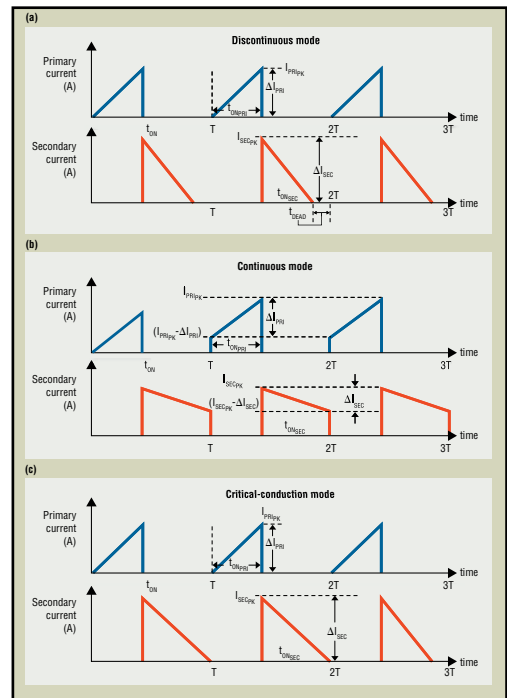 (a)
Discontinuous mode
Primary
current
(A)
I_PRI_PK
ΔI_PRI
t_ON_PRI
time
t_ON
T
2T
3T
Secondary
current
(A)
I_SEC_PK
ΔI_SEC
t_ON_SEC
2T
time
T
t_DEAD
3T
(b)
Continuous mode
Primary
current
(A)
I_PRI_PK
(I_PRI_PK-ΔI_PRI)
ΔI_PRI
t_ON_PRI
time
t_ON
T
2T
3T
Secondary
current
(A)
I_SEC_PK
(I_SEC_PK-ΔI_SEC)
ΔI_SEC
t_ON_SEC
time
T
2T
3T
(c)
Critical-conduction mode
Primary
current
(A)
I_PRI_PK
ΔI_PRI
t_ON_PRI
time
t_ON
T
2T
3T
Secondary
current
(A)
I_SEC_PK
ΔI_SEC
t_ON_SEC
time
T
2T
3T